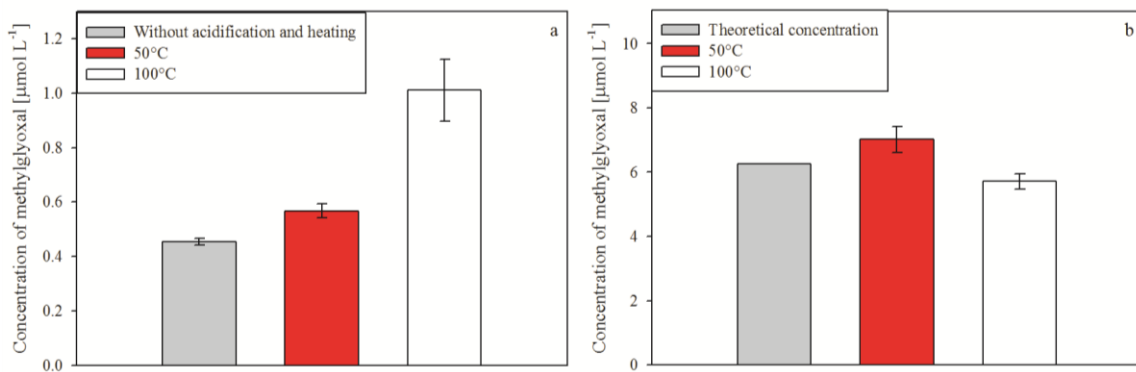 Concentration of methylglyoxal [µmol L⁻¹]
1.2
1.0
0.8
0.6
0.4
0.2
0.0
Without acidification and heating
50°C
100°C
a
Concentration of methylglyoxal [µmol L⁻¹]
10
8
6
4
2
0
Theoretical concentration
50°C
100°C
b